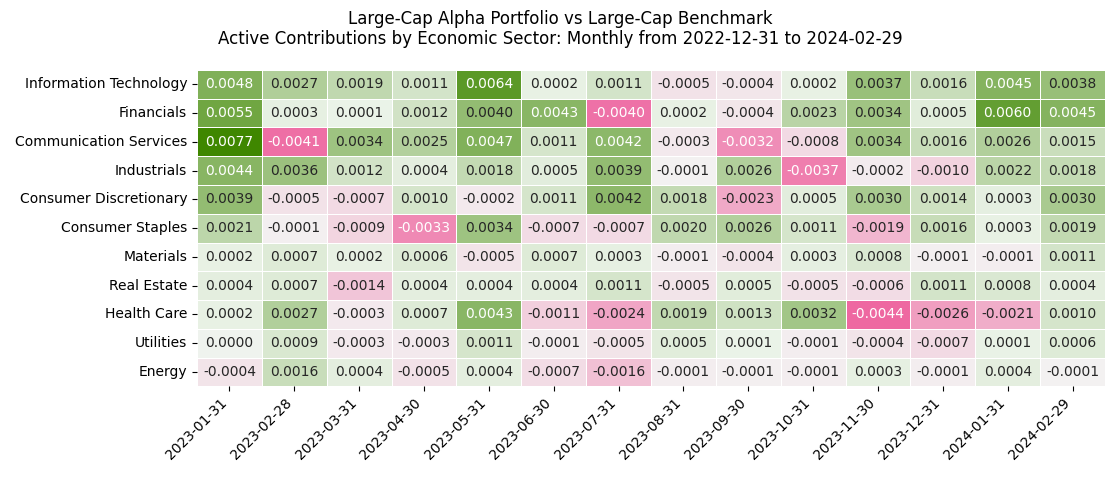 Large-Cap Alpha Portfolio vs Large-Cap Benchmark
Active Contributions by Economic Sector: Monthly from 2022-12-31 to 2024-02-29
Information Technology 0.0048 0.0027 0.0019 0.0011 0.0064 0.0002 0.0011 -0.0005 -0.0004 0.0002 0.0037 0.0016 0.0045 0.0038
Financials 0.0055 0.0003 0.0001 0.0012 0.0040 0.0043 -0.0040 0.0002 -0.0004 0.0023 0.0034 0.0005 0.0060 0.0045
Communication Services 0.0077 -0.0041 0.0034 0.0025 0.0047 0.0011 0.0042 -0.0003 -0.0032 -0.0008 0.0034 0.0016 0.0026 0.0015
Industrials 0.0044 0.0036 0.0012 0.0004 0.0018 0.0005 0.0039 -0.0001 0.0026 -0.0037 -0.0002 -0.0010 0.0022 0.0018
Consumer Discretionary 0.0039 -0.0005 -0.0007 0.0010 -0.0002 0.0011 0.0042 0.0018 -0.0023 0.0005 0.0030 0.0014 0.0003 0.0030
Consumer Staples 0.0021 -0.0001 -0.0009 -0.0033 0.0034 -0.0007 -0.0007 0.0020 0.0026 0.0011 -0.0019 0.0016 0.0003 0.0019
Materials 0.0002 0.0007 0.0002 0.0006 -0.0005 0.0007 0.0003 -0.0001 -0.0004 0.0003 0.0008 -0.0001 -0.0001 0.0011
Real Estate 0.0004 0.0007 -0.0014 0.0004 0.0004 0.0004 0.0011 -0.0005 0.0005 -0.0005 -0.0006 0.0011 0.0008 0.0004
Health Care 0.0002 0.0027 -0.0003 0.0007 0.0043 -0.0011 -0.0024 0.0019 0.0013 0.0032 -0.0044 -0.0026 -0.0021 0.0010
Utilities 0.0000 0.0009 -0.0003 -0.0003 0.0011 -0.0001 -0.0005 0.0005 0.0001 -0.0001 -0.0004 -0.0007 0.0001 0.0006
Energy -0.0004 0.0016 0.0004 -0.0005 0.0004 -0.0007 -0.0016 -0.0001 -0.0001 -0.0001 0.0003 -0.0001 0.0004 -0.0001
2023-01-31 2023-02-28 2023-03-31 2023-04-30 2023-05-31 2023-06-30 2023-07-31 2023-08-31 2023-09-30 2023-10-31 2023-11-30 2023-12-31 2024-01-31 2024-02-29